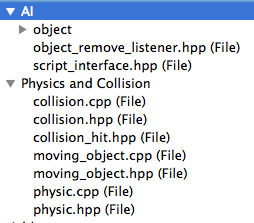 AI
object
object_remove_listener.hpp (File)
script_interface.hpp (File)
Physics and Collision
collision.cpp (File)
collision.hpp (File)
collision_hit.hpp (File)
moving_object.cpp (File)
moving_object.hpp (File)
physic.cpp (File)
physic.hpp (File)